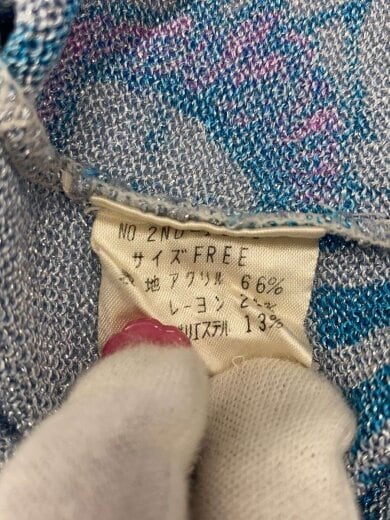 NO 2ND
サイズ FREE
地 アクリル 66%
レーヨン
リエステル 13%